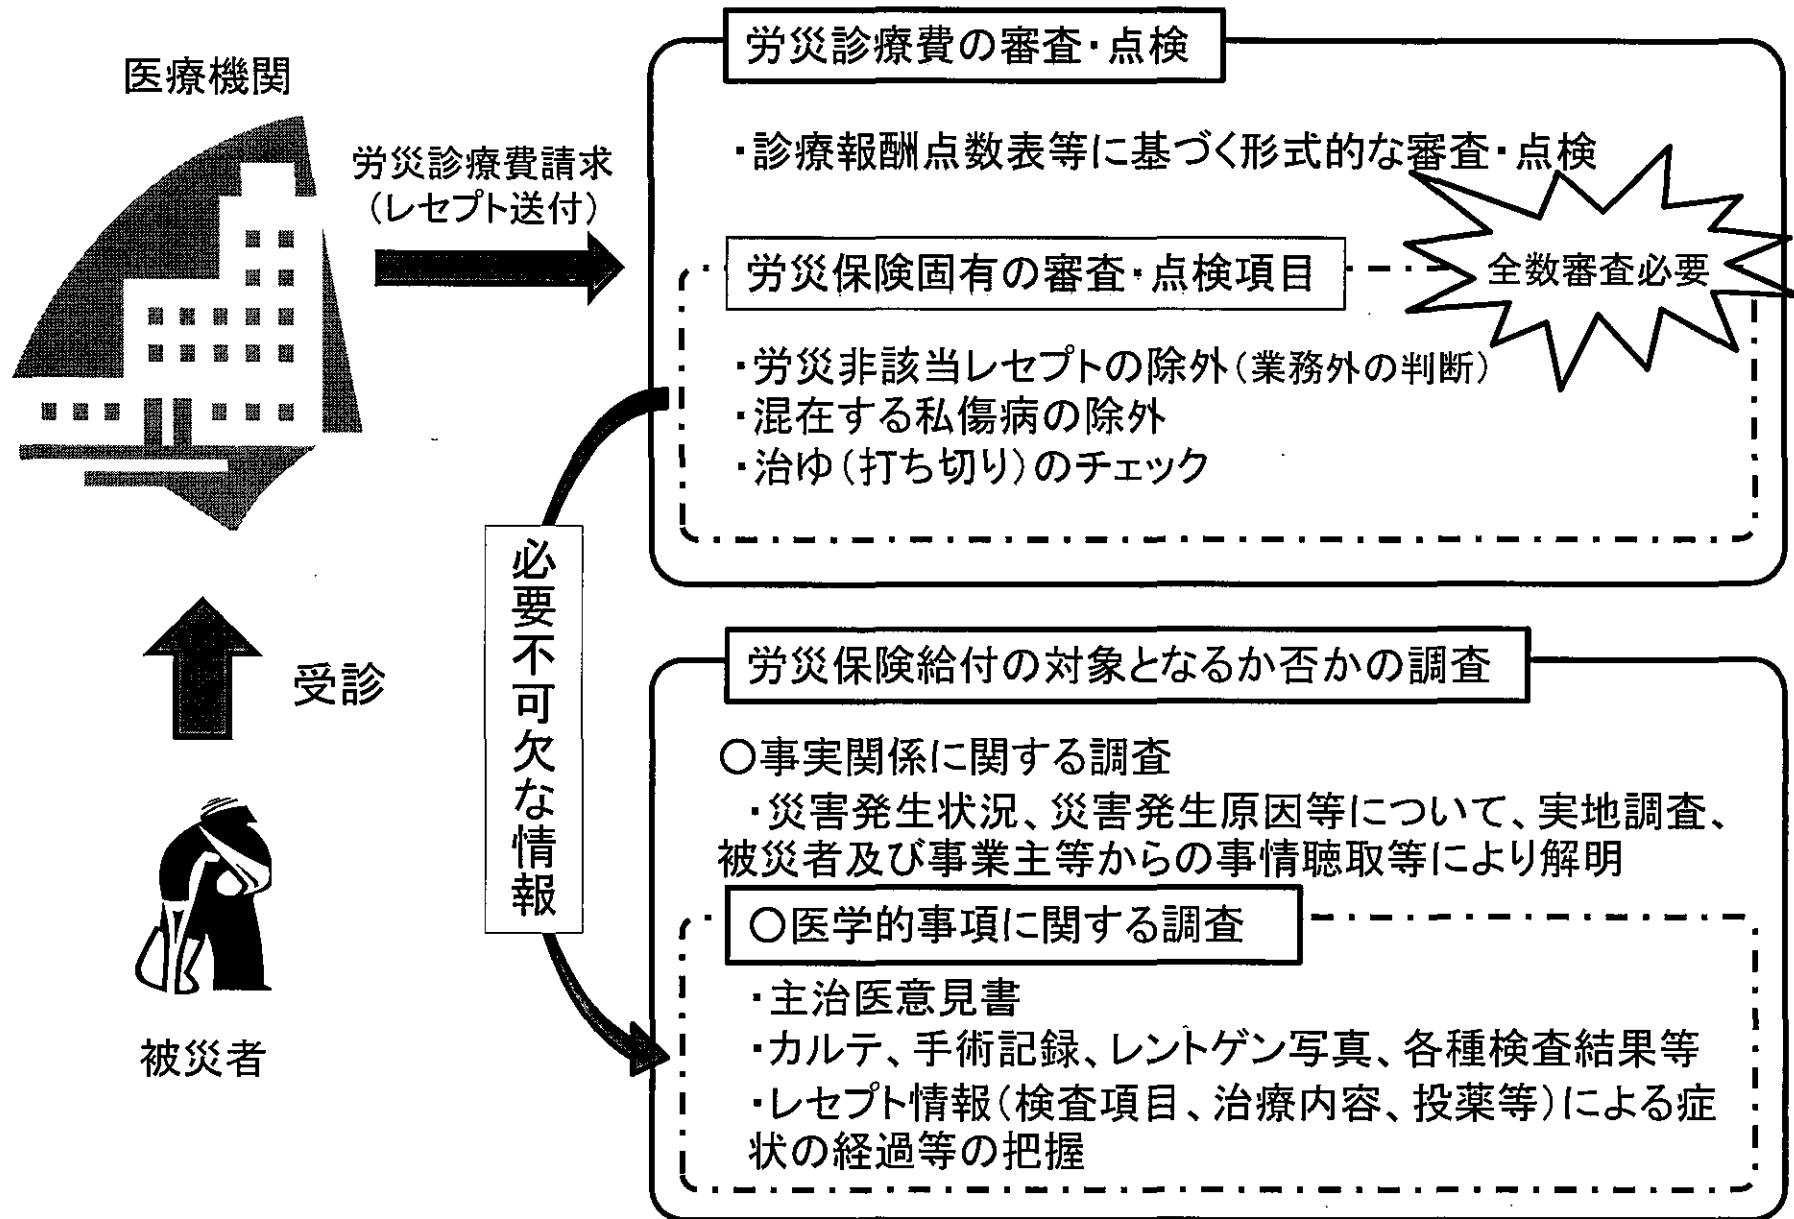 医療機関
労災診療費請求
(レセプト送付)
受診
被災者
労災診療費の審査・点検
・診療報酬点数表等に基づく形式的な審査・点検
全数審査必要
労災保険固有の審査・点検項目
・労災非該当レセプトの除外(業務外の判断)
・混在する私傷病の除外
・治ゆ(打ち切り)のチェック
必要不可欠な情報
労災保険給付の対象となるか否かの調査
○事実関係に関する調査
・災害発生状況、災害発生原因等について、実地調査、
被災者及び事業主等からの事情聴取等により解明
○医学的事項に関する調査
・主治医意見書
・カルテ、手術記録、レントゲン写真、各種検査結果等
・レセプト情報(検査項目、治療内容、投薬等)による症
状の経過等の把握